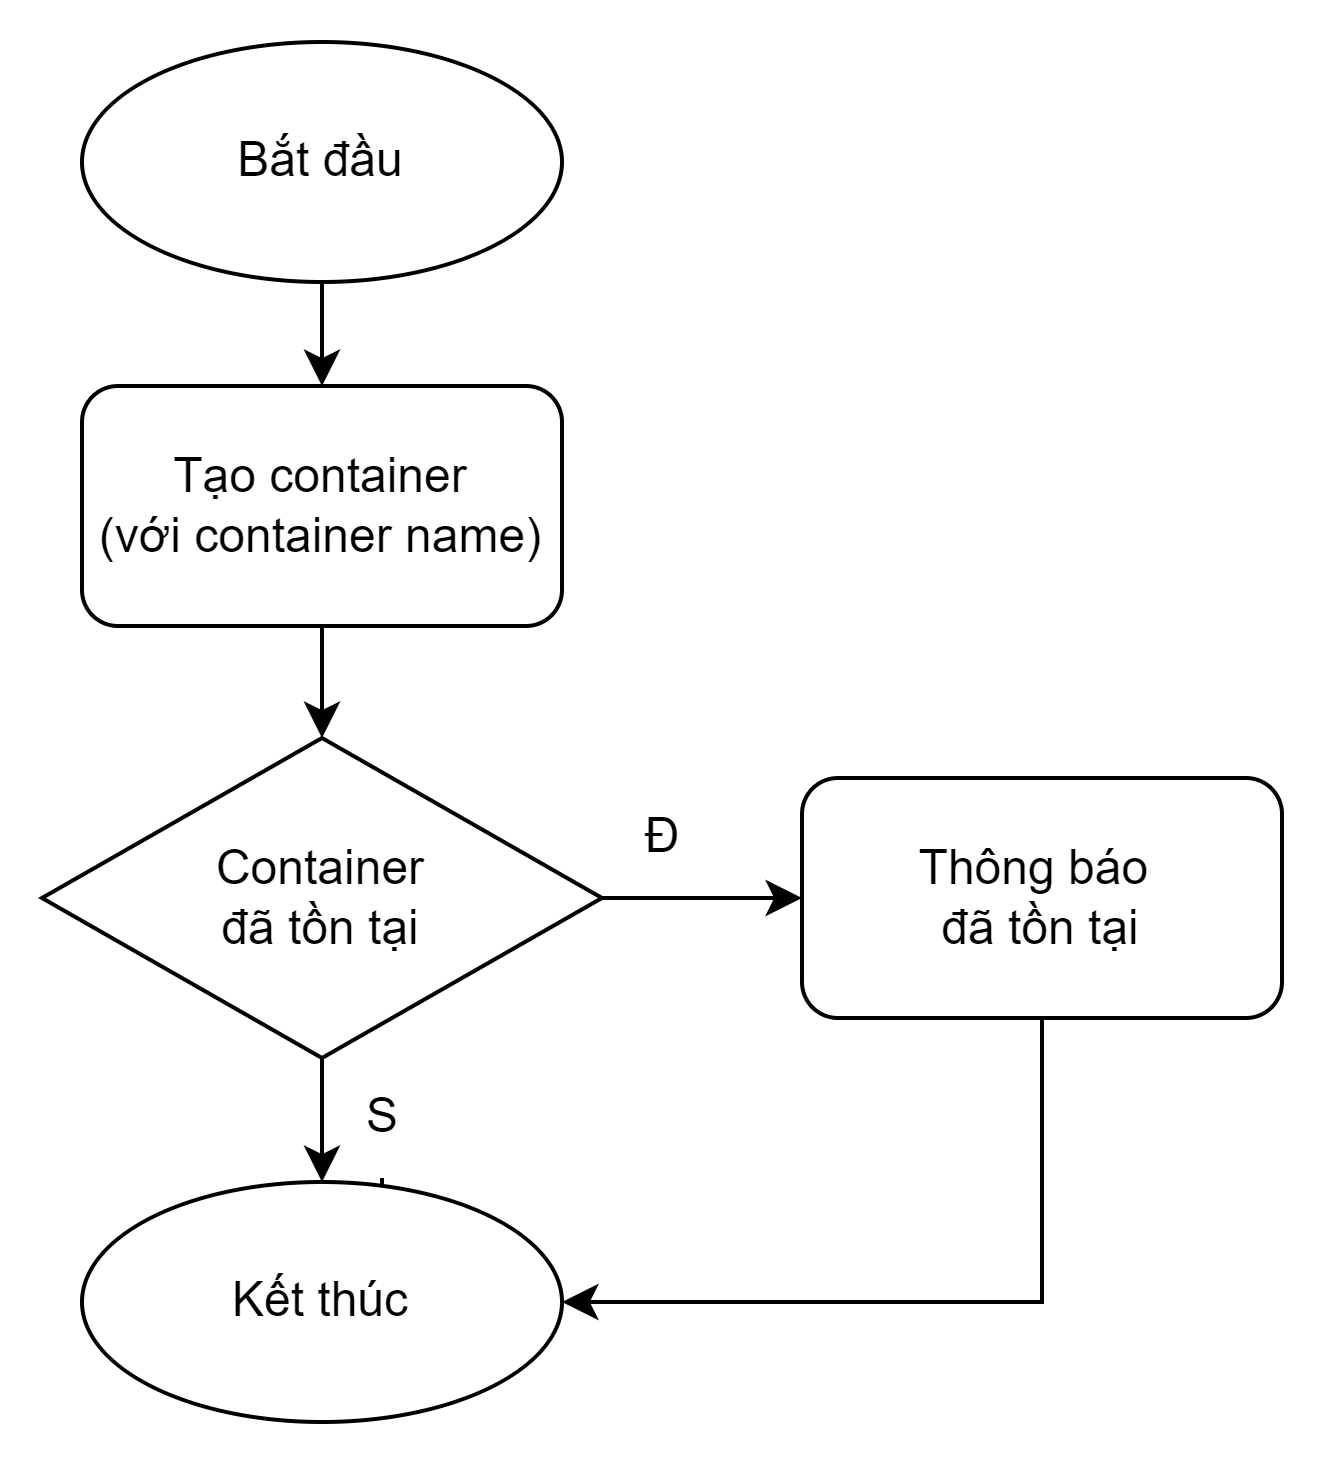 Bắt đầu
Tạo container
(với container name)
Container
đã tồn tại
Đ
Thông báo
đã tồn tại
S
Kết thúc